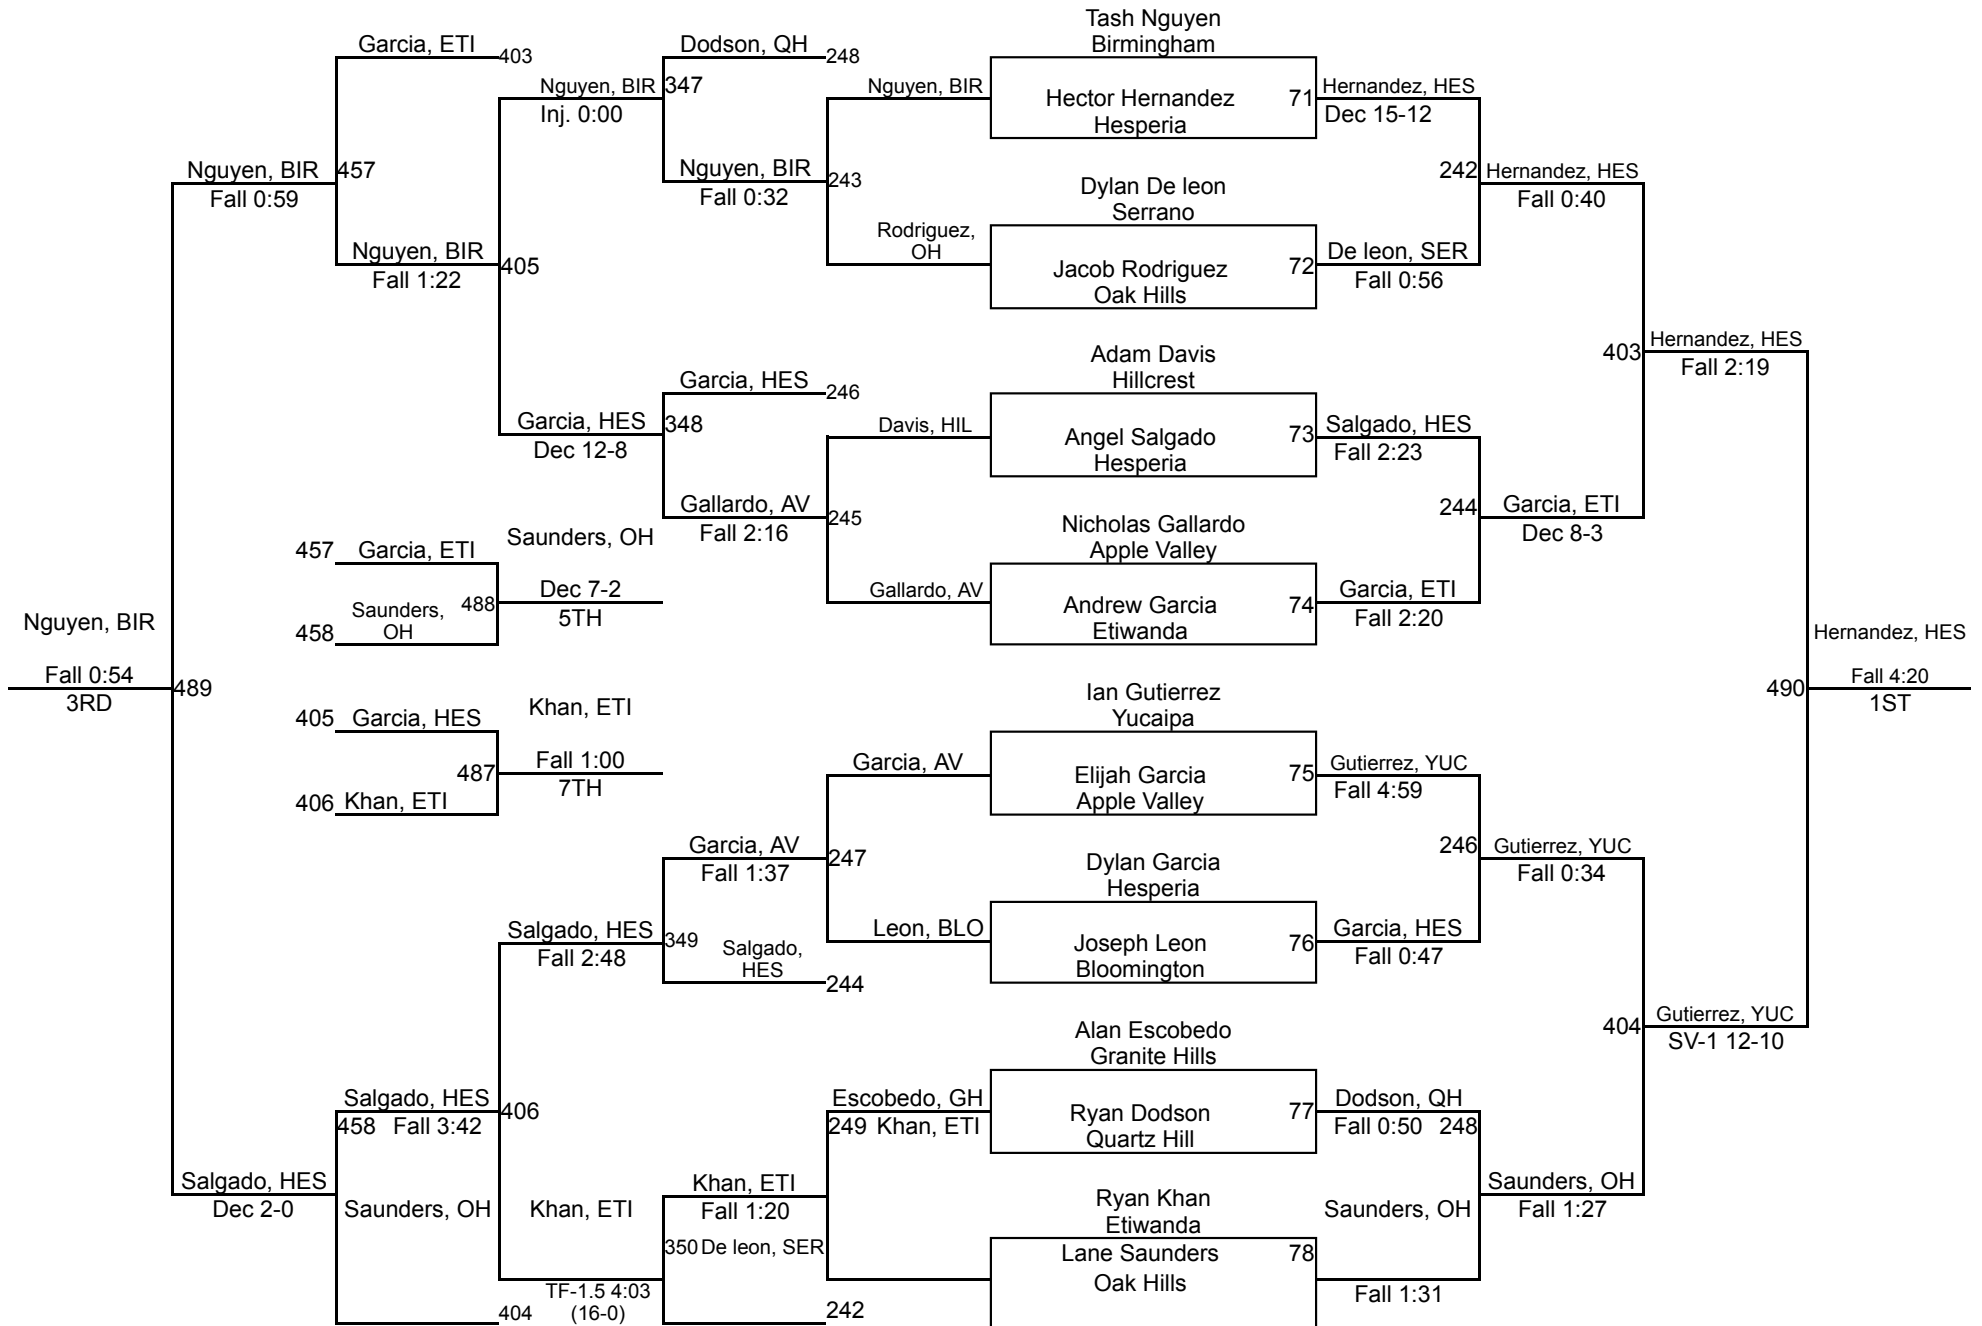 Tash Nguyen
Garcia, ETI 403 Dodson, QH 248 Birmingham
Nguyen, BIR 347 Nguyen, BIR Hector Hernandez 71 Hernandez, HES
Inj. 0:00 Hesperia Dec 15-12
Nguyen, BIR 457 Nguyen, BIR 243 Dylan De leon 242 Hernandez, HES
Fall 0:59 Fall 0:32 Serrano Fall 0:40
Nguyen, BIR 405 Rodriguez, Jacob Rodriguez 72 De leon, SER
Fall 1:22 OH Oak Hills Fall 0:56
Adam Davis 403 Hernandez, HES
Garcia, HES 246 Hillcrest Fall 2:19
Garcia, HES 348 Davis, HIL Angel Salgado 73 Salgado, HES
Dec 12-8 Hesperia Fall 2:23
Gallardo, AV 245 Nicholas Gallardo 244 Garcia, ETI
Saunders, OH Fall 2:16 Apple Valley Dec 8-3
457 Garcia, ETI
Dec 7-2 Gallardo, AV Andrew Garcia 74 Garcia, ETI
458 Saunders, 488 5TH Etiwanda Fall 2:20
OH
Nguyen, BIR Hernandez, HES
Fall 0:54 489 490 Fall 4:20
3RD 1ST
Khan, ETI Ian Gutierrez
405 Garcia, HES Yucaipa
487 Fall 1:00 Garcia, AV Elijah Garcia 75 Gutierrez, YUC
406 Khan, ETI 7TH Apple Valley Fall 4:59
Garcia, AV 247 Dylan Garcia 246 Gutierrez, YUC
Fall 1:37 Hesperia Fall 0:34
Salgado, HES 349 Salgado, Leon, BLO Joseph Leon 76 Garcia, HES
Fall 2:48 HES 244 Bloomington Fall 0:47
Alan Escobedo 404 Gutierrez, YUC
Granite Hills SV-1 12-10
Salgado, HES 406 Escobedo, GH Ryan Dodson 77 Dodson, QH
458 Fall 3:42 249 Khan, ETI Quartz Hill Fall 0:50 248
Salgado, HES Khan, ETI Ryan Khan Saunders, OH
Dec 2-0 Saunders, OH Khan, ETI Fall 1:20 Etiwanda Saunders, OH Fall 1:27
350 De leon, SER Lane Saunders 78
Oak Hills
404 TF-1.5 4:03 242 Fall 1:31
(16-0)